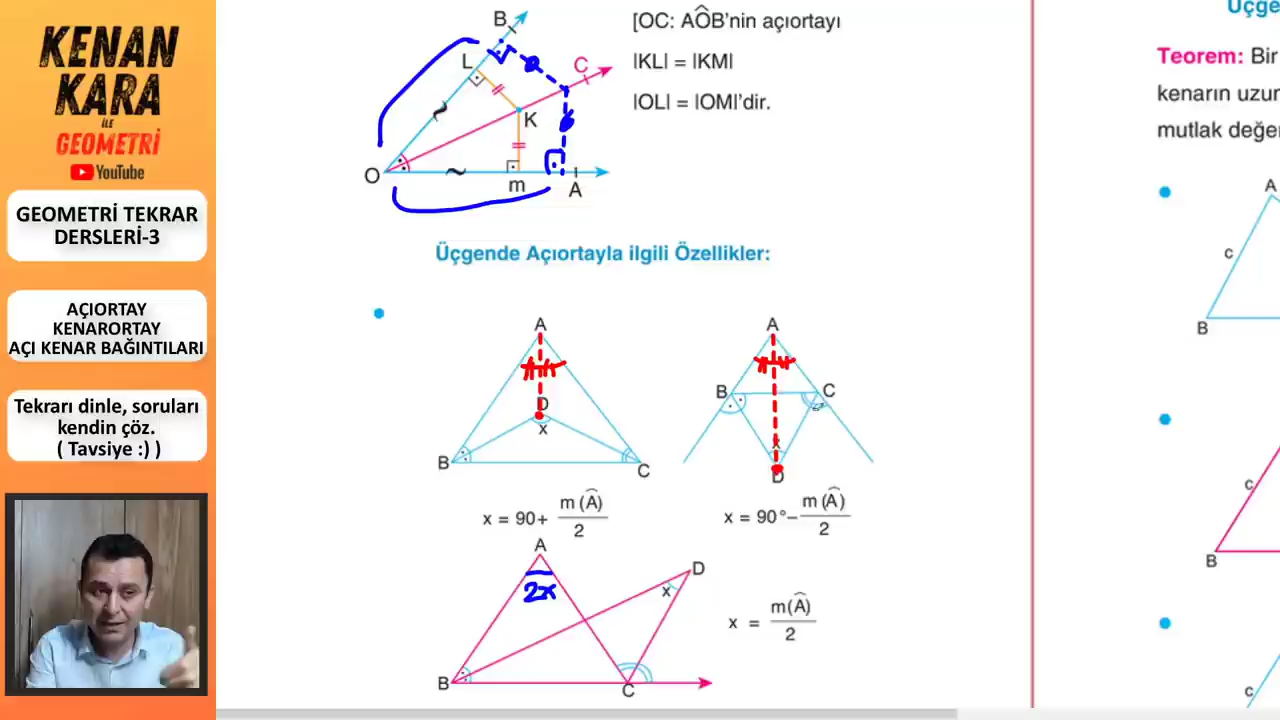 KENAN
KARA
İLE
GEOMETRİ
YouTube
GEOMETRİ TEKRAR
DERSLERİ-3
AÇIORTAY
KENARORTAY
AÇI KENAR BAĞINTILARI
Tekrarı dinle, soruları
kendin çöz.
( Tavsiye :) )
B
L
C
K
O
m
A
[OC: AÔB'nin açıortayı
|KL| = |KM|
|OL| = |OM|'dir.
Üçgende Açıortayla ilgili Özellikler:
A
D
x
B
C
x = 90+ m(Â)/2
A
B
C
x
D
x = 90°− m(Â)/2
A
2x
D
x
B
C
x = m(Â)/2
Üçge
Teorem: Bir
kenarın uzur
mutlak değe
A
c
B
c
B
c